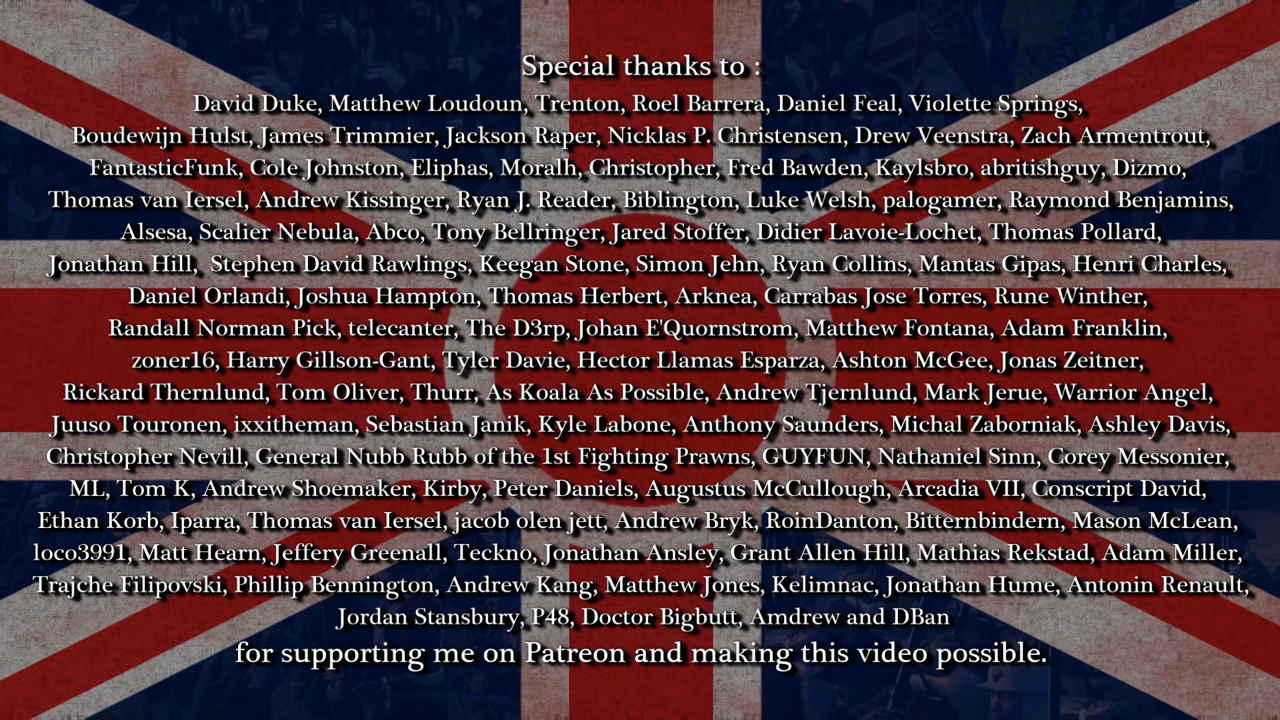 Special thanks to :
David Duke, Matthew Loudoun, Trenton, Roel Barrera, Daniel Feal, Violette Springs,
Boudewijn Hulst, James Trimmier, Jackson Raper, Nicklas P. Christensen, Drew Veenstra, Zach Armentrout,
FantasticFunk, Cole Johnston, Eliphas, Moralh, Christopher, Fred Bawden, Kaylsbro, abritishguy, Dizmo,
Thomas van Iersel, Andrew Kissinger, Ryan J. Reader, Biblington, Luke Welsh, palogamer, Raymond Benjamins,
Alsesa, Scalier Nebula, Abco, Tony Bellringer, Jared Stoffer, Didier Lavoie-Lochet, Thomas Pollard,
Jonathan Hill, Stephen David Rawlings, Keegan Stone, Simon Jehn, Ryan Collins, Mantas Gipas, Henri Charles,
Daniel Orlandi, Joshua Hampton, Thomas Herbert, Arknea, Carrabas Jose Torres, Rune Winther,
Randall Norman Pick, telecanter, The D3rp, Johan E'Quornstrom, Matthew Fontana, Adam Franklin,
zoner16, Harry Gillson-Gant, Tyler Davie, Hector Llamas Esparza, Ashton McGee, Jonas Zeitner,
Rickard Thernlund, Tom Oliver, Thurr, As Koala As Possible, Andrew Tjernlund, Mark Jerue, Warrior Angel,
Juuso Touronen, ixxitheman, Sebastian Janik, Kyle Labone, Anthony Saunders, Michal Zaborniak, Ashley Davis,
Christopher Nevill, General Nubb Rubb of the 1st Fighting Prawns, GUYFUN, Nathaniel Sinn, Corey Messonier,
ML, Tom K, Andrew Shoemaker, Kirby, Peter Daniels, Augustus McCullough, Arcadia VII, Conscript David,
Ethan Korb, Iparra, Thomas van Iersel, jacob olen jett, Andrew Bryk, RoinDanton, Bitternbindern, Mason McLean,
loco3991, Matt Hearn, Jeffery Greenall, Teckno, Jonathan Ansley, Grant Allen Hill, Mathias Rekstad, Adam Miller,
Trajche Filipovski, Phillip Bennington, Andrew Kang, Matthew Jones, Kelimnac, Jonathan Hume, Antonin Renault,
Jordan Stansbury, P48, Doctor Bigbutt, Amdrew and DBan
for supporting me on Patreon and making this video possible.